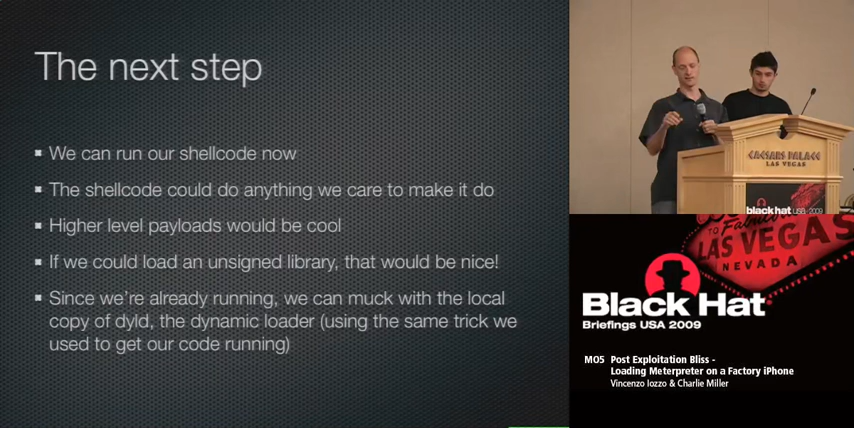 The next step
We can run our shellcode now
The shellcode could do anything we care to make it do
Higher level payloads would be cool
If we could load an unsigned library, that would be nice!
Since we're already running, we can muck with the local
copy of dyld, the dynamic loader (using the same trick we
used to get our code running)
CAESARS PALACE
LAS VEGAS
black hat USA · 2009
TO Fabulous
LAS VEGAS
NEVADA
Black Hat
Briefings USA 2009
MO5 Post Exploitation Bliss -
Loading Meterpreter on a Factory iPhone
Vincenzo Iozzo & Charlie Miller